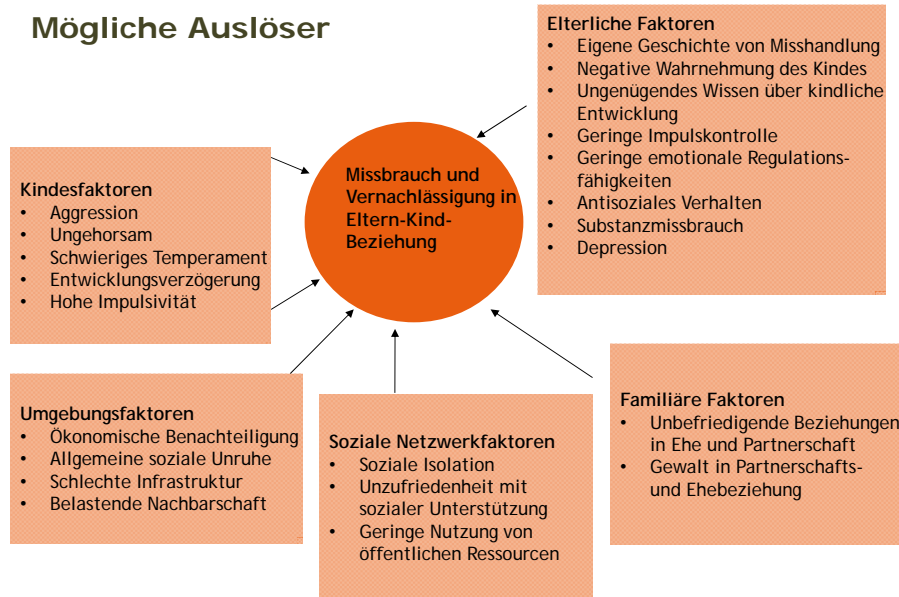 Mögliche Auslöser
Elterliche Faktoren
• Eigene Geschichte von Misshandlung
• Negative Wahrnehmung des Kindes
• Ungenügendes Wissen über kindliche
Entwicklung
• Geringe Impulskontrolle
• Geringe emotionale Regulations-
fähigkeiten
• Antisoziales Verhalten
• Substanzmissbrauch
• Depression
Missbrauch und
Vernachlässigung in
Eltern-Kind-
Beziehung
Kindesfaktoren
• Aggression
• Ungehorsam
• Schwieriges Temperament
• Entwicklungsverzögerung
• Hohe Impulsivität
Umgebungsfaktoren
• Ökonomische Benachteiligung
• Allgemeine soziale Unruhe
• Schlechte Infrastruktur
• Belastende Nachbarschaft
Soziale Netzwerkfaktoren
• Soziale Isolation
• Unzufriedenheit mit
sozialer Unterstützung
• Geringe Nutzung von
öffentlichen Ressourcen
Familiäre Faktoren
• Unbefriedigende Beziehungen
in Ehe und Partnerschaft
• Gewalt in Partnerschafts-
und Ehebeziehung